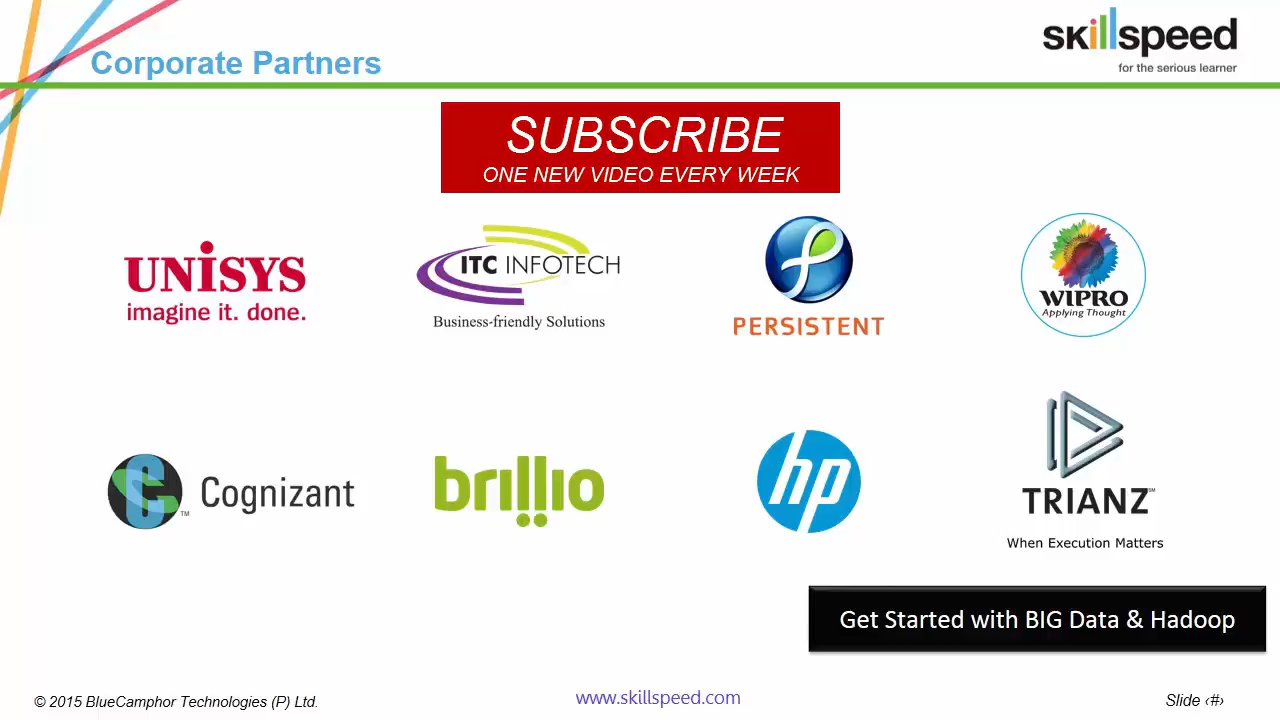 Corporate Partners
skillspeed
for the serious learner
SUBSCRIBE
ONE NEW VIDEO EVERY WEEK
UNiSYS
imagine it. done.
ITC INFOTECH
Business-friendly Solutions
PERSISTENT
WIPRO
Applying Thought
Cognizant
TM
brillio
hp
TRIANZ
SM
When Execution Matters
Get Started with BIG Data & Hadoop
© 2015 BlueCamphor Technologies (P) Ltd.
www.skillspeed.com
Slide ‹#›